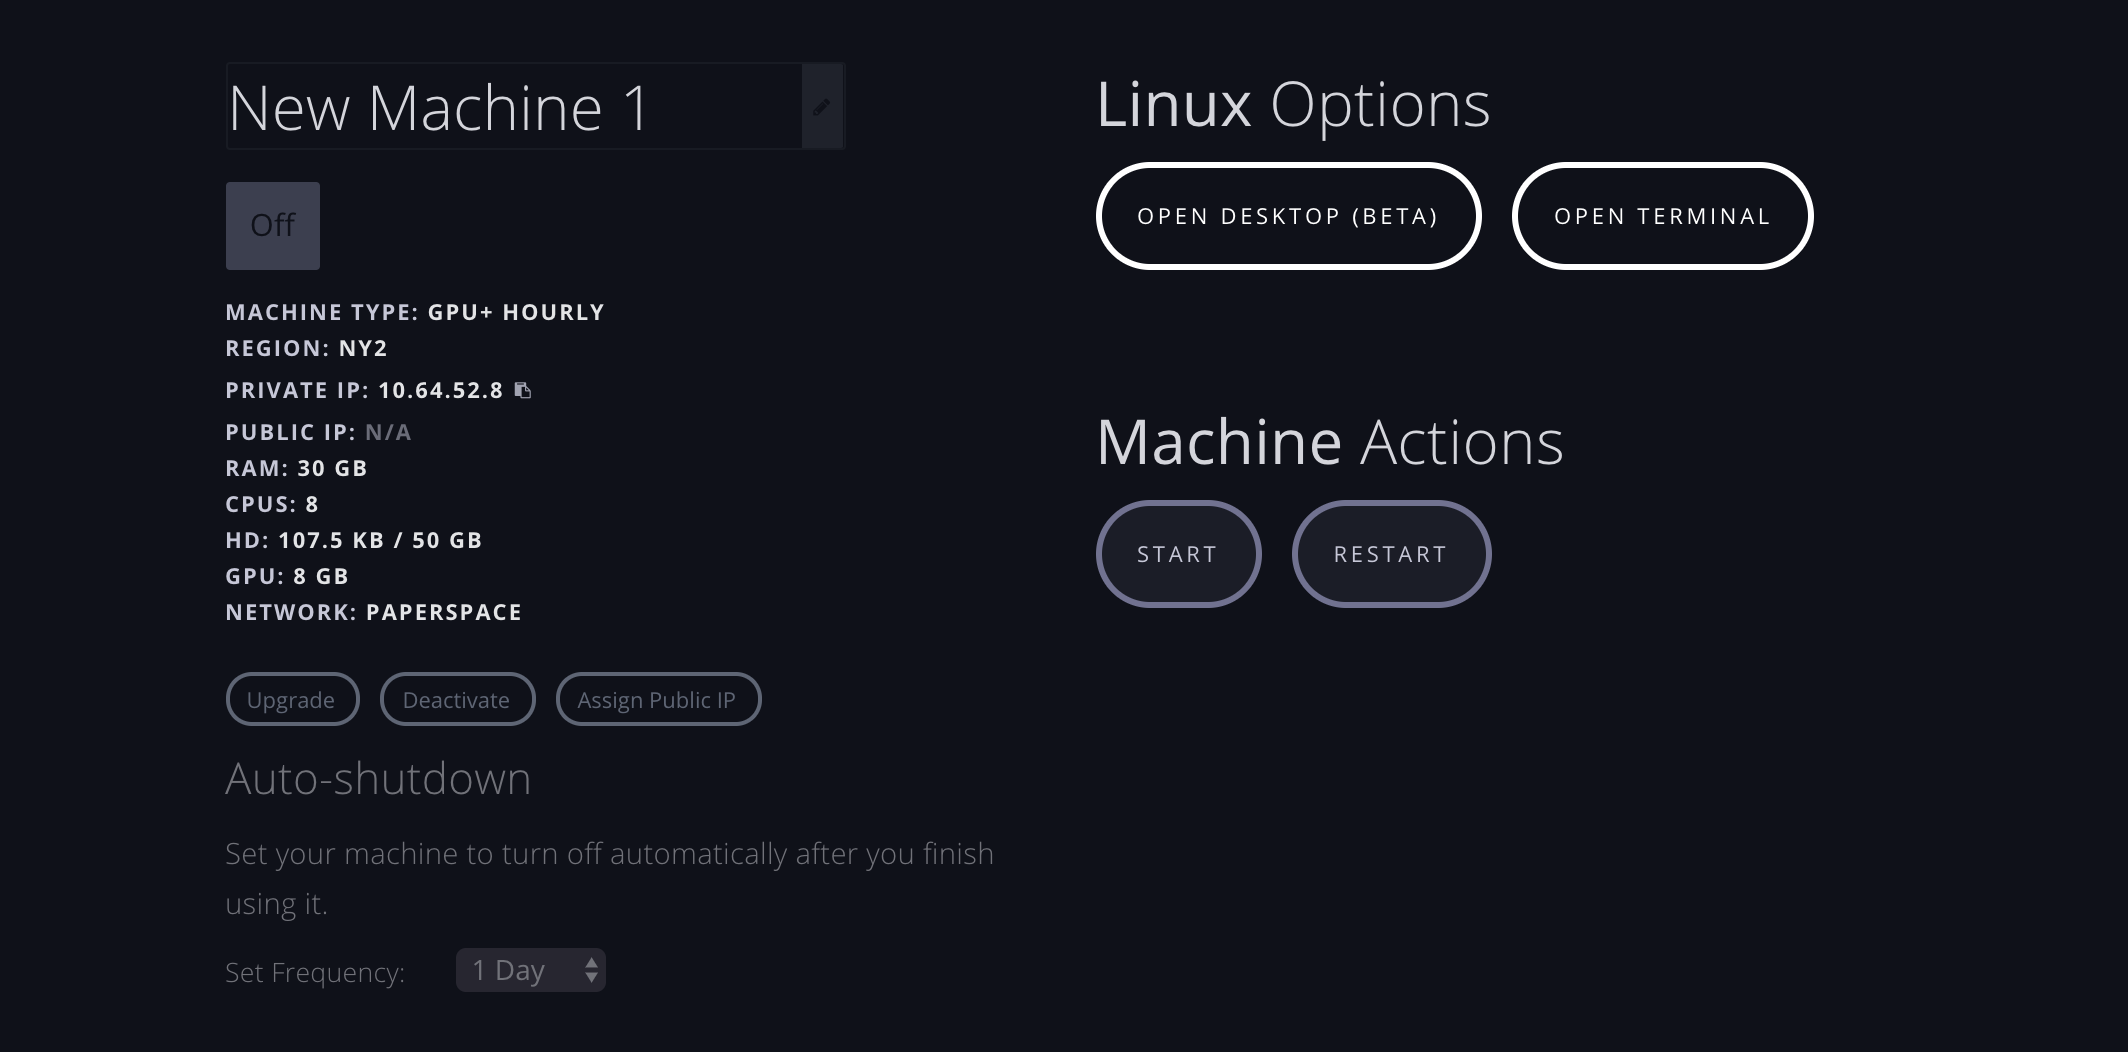 New Machine 1
Off
MACHINE TYPE: GPU+ HOURLY
REGION: NY2
PRIVATE IP: 10.64.52.8
PUBLIC IP: N/A
RAM: 30 GB
CPUS: 8
HD: 107.5 KB / 50 GB
GPU: 8 GB
NETWORK: PAPERSPACE
Upgrade Deactivate Assign Public IP
Auto-shutdown
Set your machine to turn off automatically after you finish
using it.
Set Frequency: 1 Day
Linux Options
OPEN DESKTOP (BETA) OPEN TERMINAL
Machine Actions
START RESTART